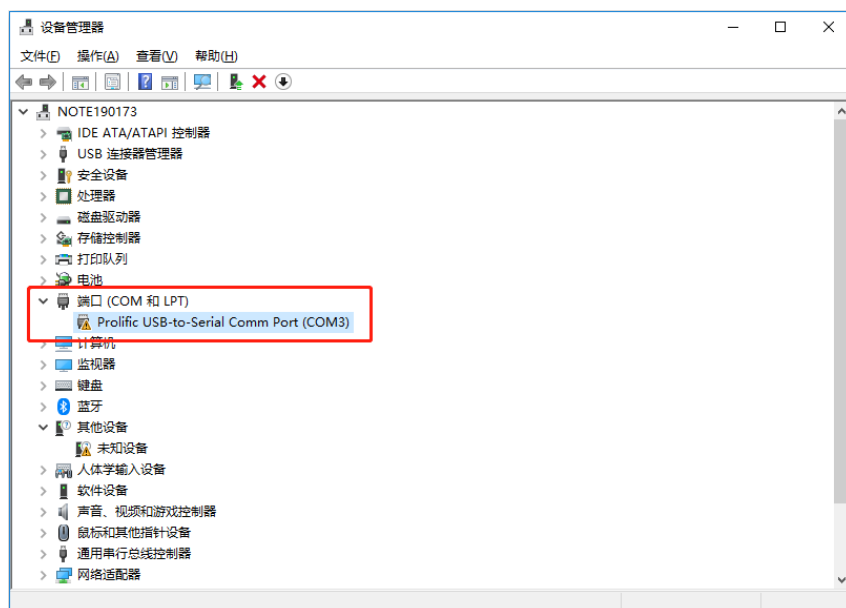 设备管理器
文件(F) 操作(A) 查看(V) 帮助(H)
NOTE190173
IDE ATA/ATAPI 控制器
USB 连接器管理器
安全设备
处理器
磁盘驱动器
存储控制器
打印队列
电池
端口 (COM 和 LPT)
Prolific USB-to-Serial Comm Port (COM3)
计算机
监视器
键盘
蓝牙
其他设备
未知设备
人体学输入设备
软件设备
声音、视频和游戏控制器
鼠标和其他指针设备
通用串行总线控制器
网络适配器